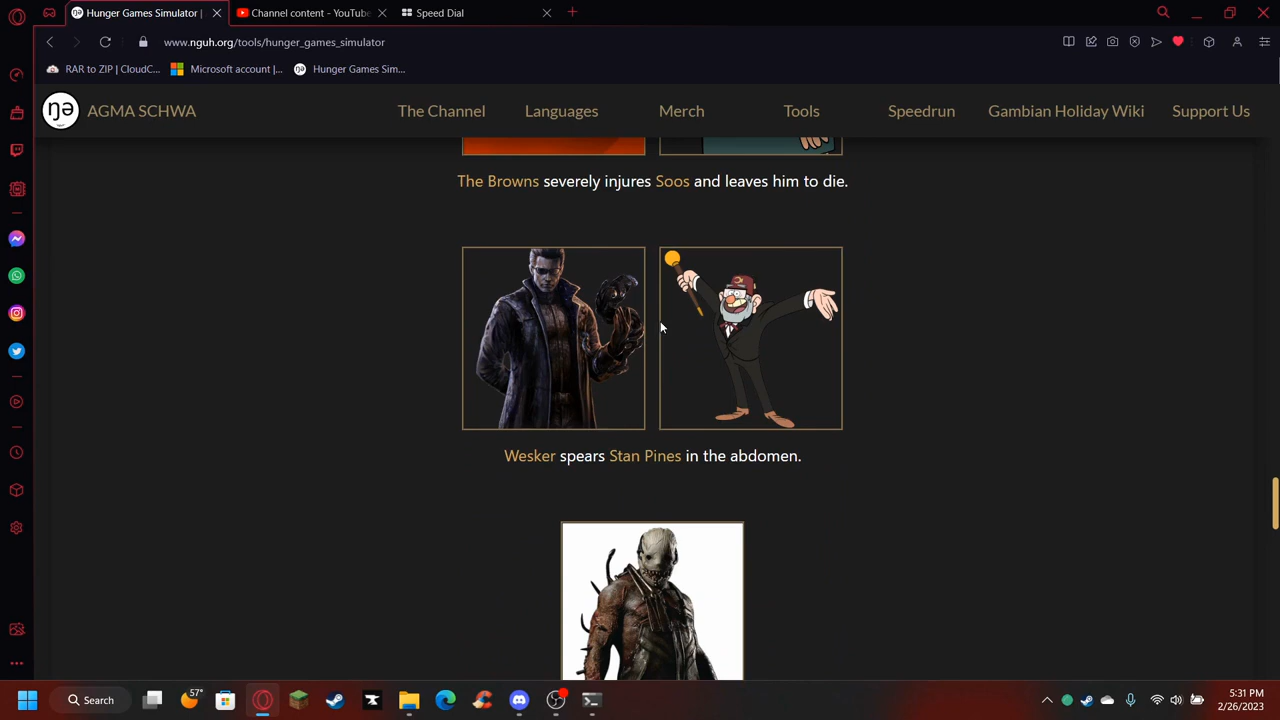 Hunger Games Simulator |
Channel content - YouTube
Speed Dial
www.nguh.org/tools/hunger_games_simulator
RAR to ZIP | CloudC...
Microsoft account |...
Hunger Games Sim...
ŋə
AGMA SCHWA
The Channel
Languages
Merch
Tools
Speedrun
Gambian Holiday Wiki
Support Us
The Browns severely injures Soos and leaves him to die.
Wesker spears Stan Pines in the abdomen.
57°
Search
5:31 PM
2/26/2023